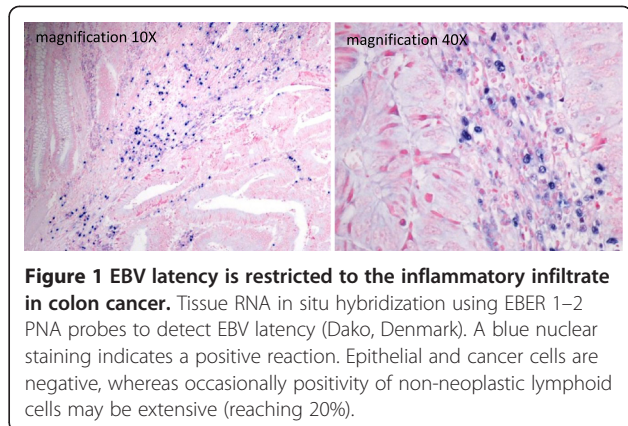 magnification 10X
magnification 40X
Figure 1 EBV latency is restricted to the inflammatory infiltrate
in colon cancer. Tissue RNA in situ hybridization using EBER 1–2
PNA probes to detect EBV latency (Dako, Denmark). A blue nuclear
staining indicates a positive reaction. Epithelial and cancer cells are
negative, whereas occasionally positivity of non-neoplastic lymphoid
cells may be extensive (reaching 20%).